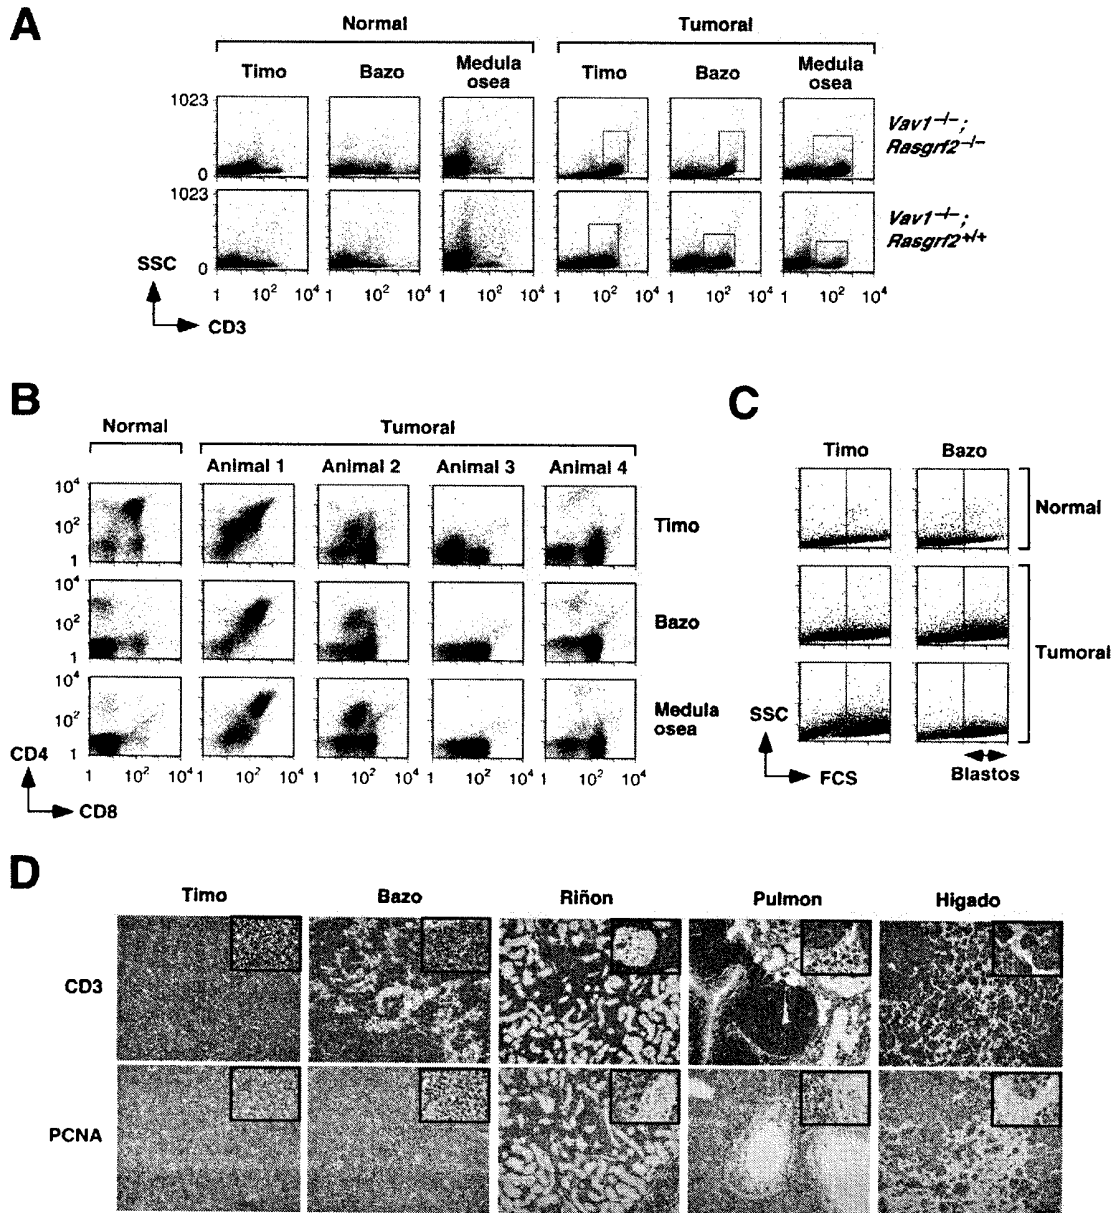 A
Normal
Tumoral
Timo
Bazo
Medula
osea
Timo
Bazo
Medula
osea
1023
0
Vav1–/–;
Rasgrf2–/–
1023
0
Vav1–/–;
Rasgrf2+/+
SSC
1 10² 10⁴
1 10² 10⁴
1 10² 10⁴
1 10² 10⁴
1 10³ 10⁴
1 10² 10⁴
CD3
B
Normal
Tumoral
Animal 1
Animal 2
Animal 3
Animal 4
10⁴
10²
1
Timo
10⁴
10²
1
Bazo
10⁴
10²
1
Medula
osea
CD4
1 10² 10⁴
1 10² 10⁴
1 10² 10⁴
1 10² 10⁴
1 10² 10⁴
CD8
C
Timo
Bazo
Normal
Tumoral
SSC
FCS
Blastos
D
Timo
Bazo
Riñon
Pulmon
Higado
CD3
PCNA